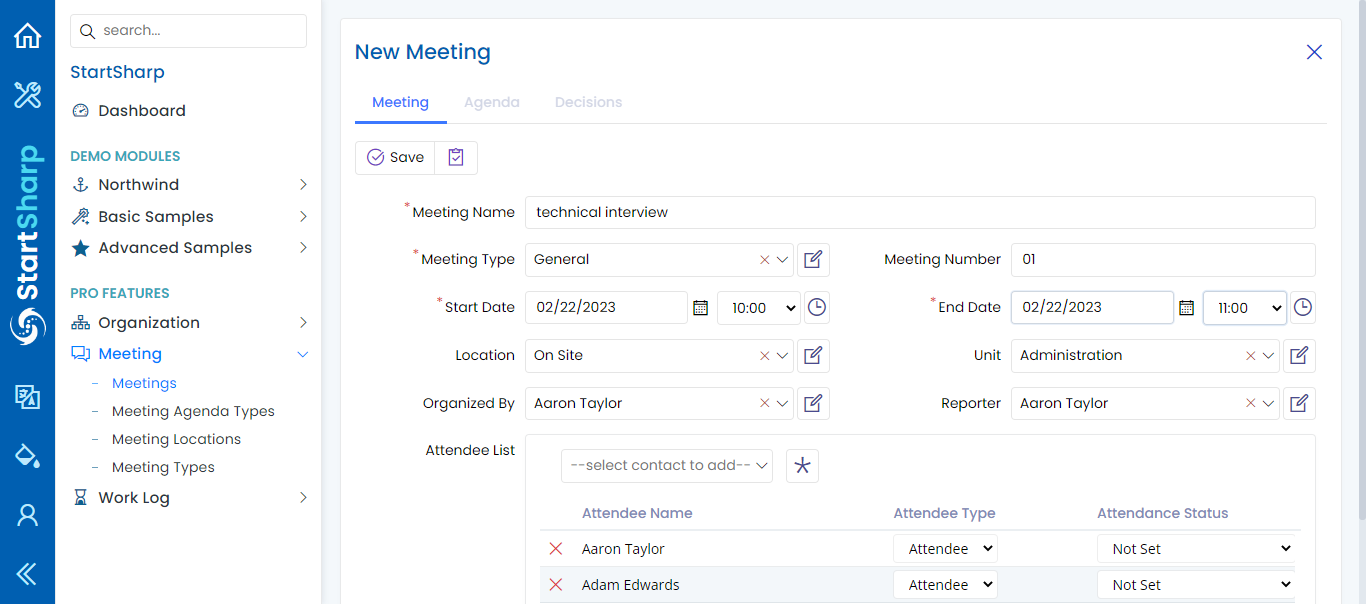 StartSharp
search...
StartSharp
Dashboard
DEMO MODULES
Northwind
Basic Samples
Advanced Samples
PRO FEATURES
Organization
Meeting
Meetings
Meeting Agenda Types
Meeting Locations
Meeting Types
Work Log
New Meeting
Meeting Agenda Decisions
Save
*Meeting Name technical interview
*Meeting Type General Meeting Number 01
*Start Date 02/22/2023 10:00 *End Date 02/22/2023 11:00
Location On Site Unit Administration
Organized By Aaron Taylor Reporter Aaron Taylor
Attendee List --select contact to add--
Attendee Name Attendee Type Attendance Status
Aaron Taylor Attendee Not Set
Adam Edwards Attendee Not Set